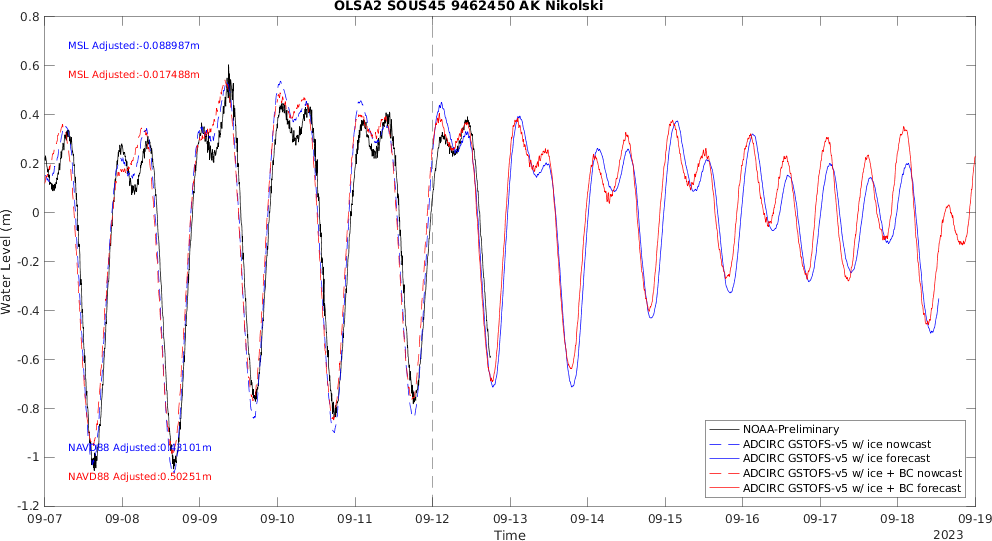 OLSA2 SOUS45 9462450 AK Nikolski
MSL Adjusted:-0.088987m
MSL Adjusted:-0.017488m
0.8
0.6
0.4
0.2
0
-0.2
-0.4
-0.6
-0.8
-1
-1.2
Water Level (m)
NAVD88 Adjusted:
NAVD88 Adjusted:0.50251m
NOAA-Preliminary
ADCIRC GSTOFS-v5 w/ ice nowcast
ADCIRC GSTOFS-v5 w/ ice forecast
ADCIRC GSTOFS-v5 w/ ice + BC nowcast
ADCIRC GSTOFS-v5 w/ ice + BC forecast
09-07 09-08 09-09 09-10 09-11 09-12 09-13 09-14 09-15 09-16 09-17 09-18 09-19
Time
2023